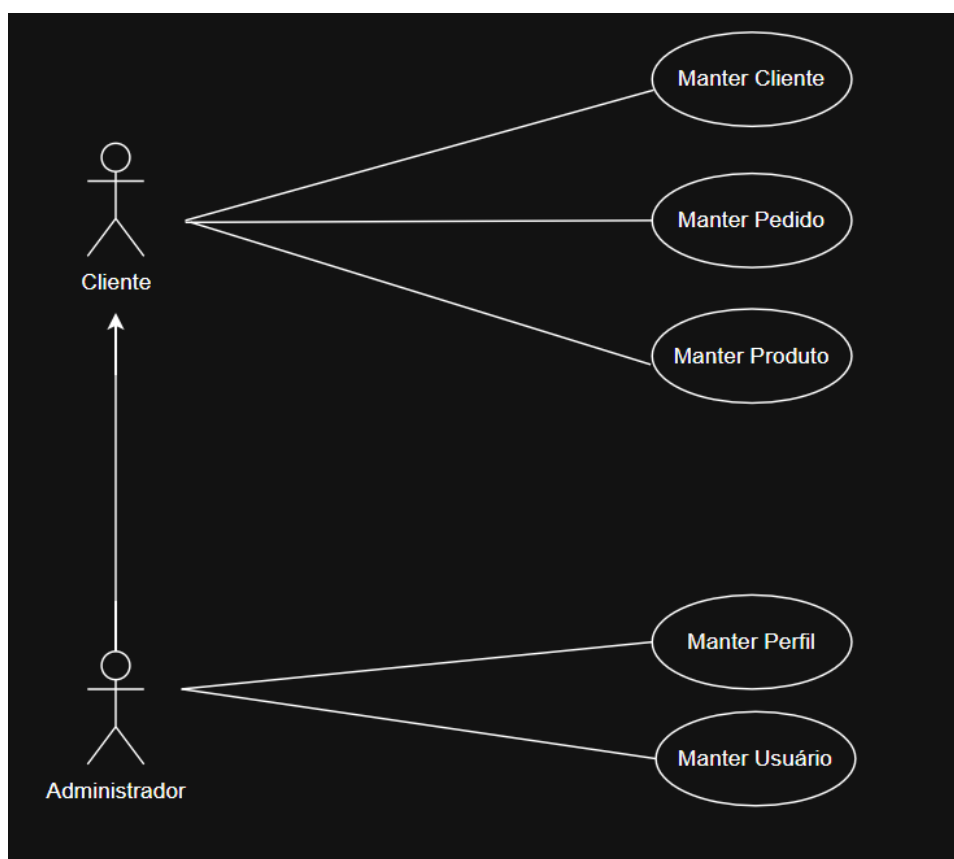 Manter Cliente
Manter Pedido
Cliente
Manter Produto
Manter Perfil
Manter Usuário
Administrador